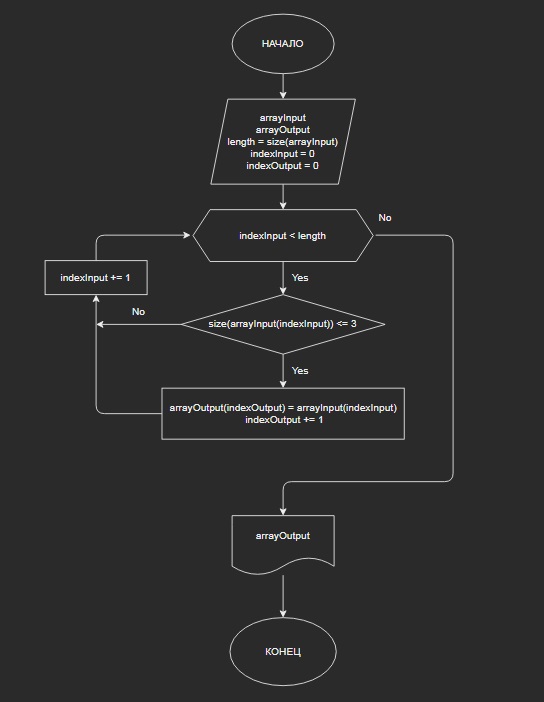 НАЧАЛО
arrayInput
arrayOutput
length = size(arrayInput)
indexInput = 0
indexOutput = 0
indexInput < length
No
Yes
indexInput += 1
size(arrayInput(indexInput)) <= 3
No
Yes
arrayOutput(indexOutput) = arrayInput(indexInput)
indexOutput += 1
arrayOutput
КОНЕЦ